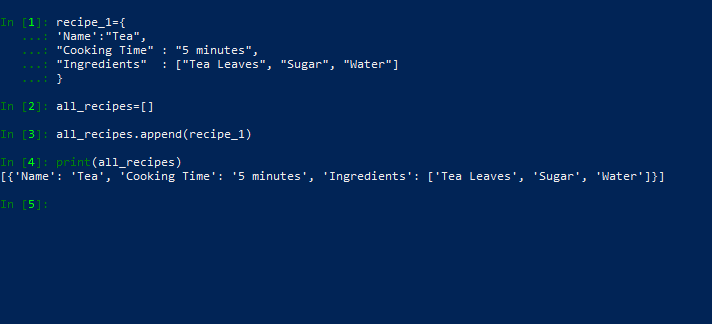 In [1]: recipe_1={
   ...: 'Name':"Tea",
   ...: "Cooking Time" : "5 minutes",
   ...: "Ingredients"  : ["Tea Leaves", "Sugar", "Water"]
   ...: }
In [2]: all_recipes=[]
In [3]: all_recipes.append(recipe_1)
In [4]: print(all_recipes)
[{'Name': 'Tea', 'Cooking Time': '5 minutes', 'Ingredients': ['Tea Leaves', 'Sugar', 'Water']}]
In [5]: